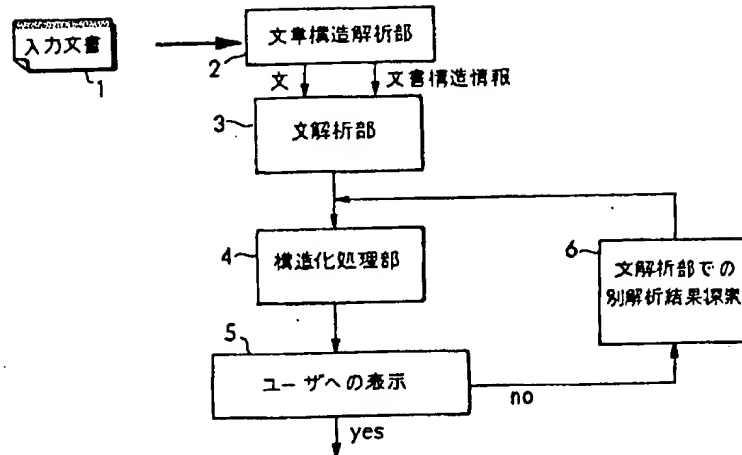 入力文書
1
文章構造解析部
2
文
文書構造情報
3
文解析部
4
構造化処理部
6
文解析部での
別解析結果探索
5
ユーザへの表示
no
yes